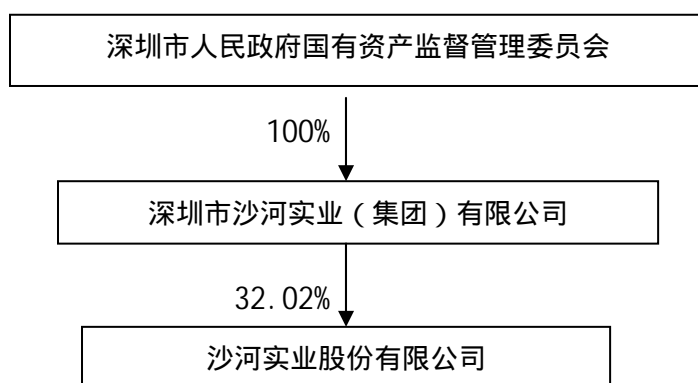 深圳市人民政府国有资产监督管理委员会
100%
深圳市沙河实业（集团）有限公司
32.02%
沙河实业股份有限公司